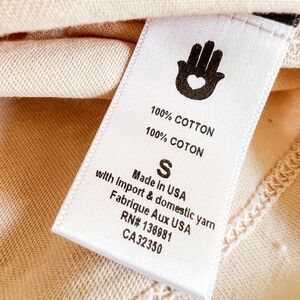 100% COTTON
100% COTON
S
Made in USA
with Import & domestic yarn
Fabrique Aux USA
RN# 136981
CA32350